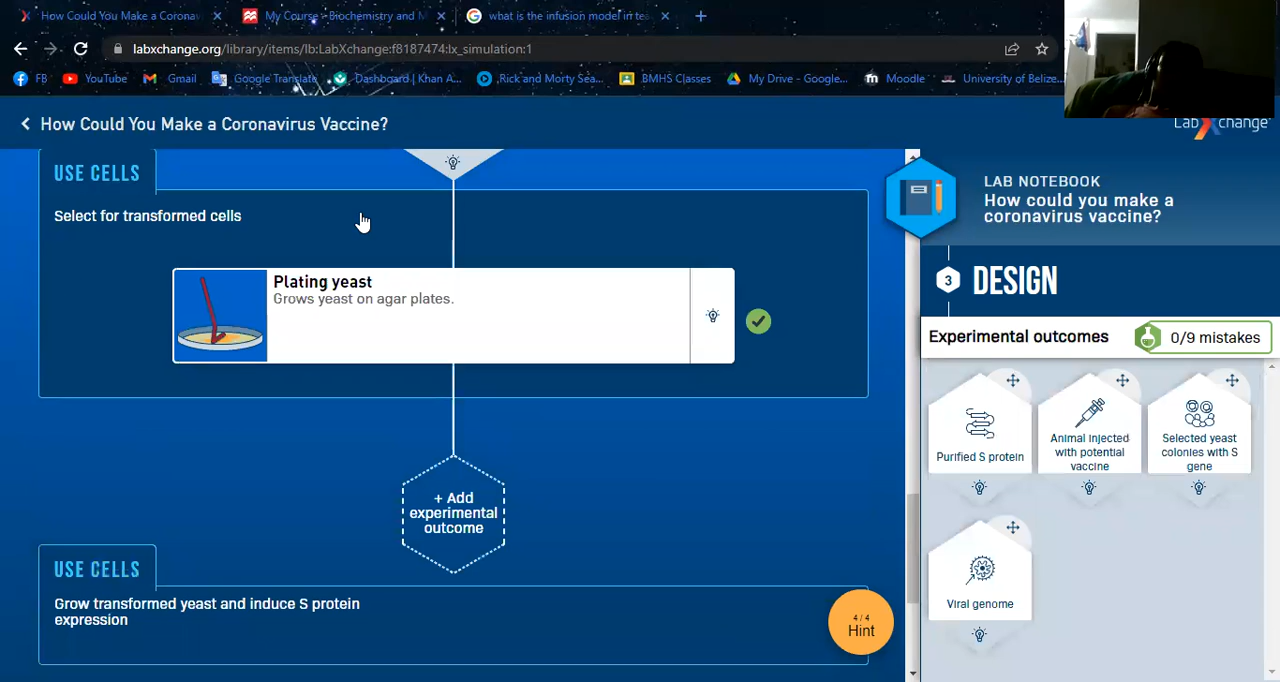 How Could You Make a Corona
My Course - Biochemistry and M
what is the infusion model in tea
labxchange.org/library/items/lb:LabXchange:f8187474:lx_simulation:1
FB
YouTube
Gmail
Google Translate
Dashboard | Khan A...
Rick and Morty Sea...
BMHS Classes
My Drive - Google...
Moodle
University of Belize...
How Could You Make a Coronavirus Vaccine?
LabXchange
USE CELLS
Select for transformed cells
Plating yeast
Grows yeast on agar plates.
+ Add
experimental
outcome
USE CELLS
Grow transformed yeast and induce S protein
expression
4 / 4
Hint
LAB NOTEBOOK
How could you make a
coronavirus vaccine?
3
DESIGN
Experimental outcomes
0/9 mistakes
Purified S protein
Animal injected
with potential
vaccine
Selected yeast
colonies with S
gene
Viral genome